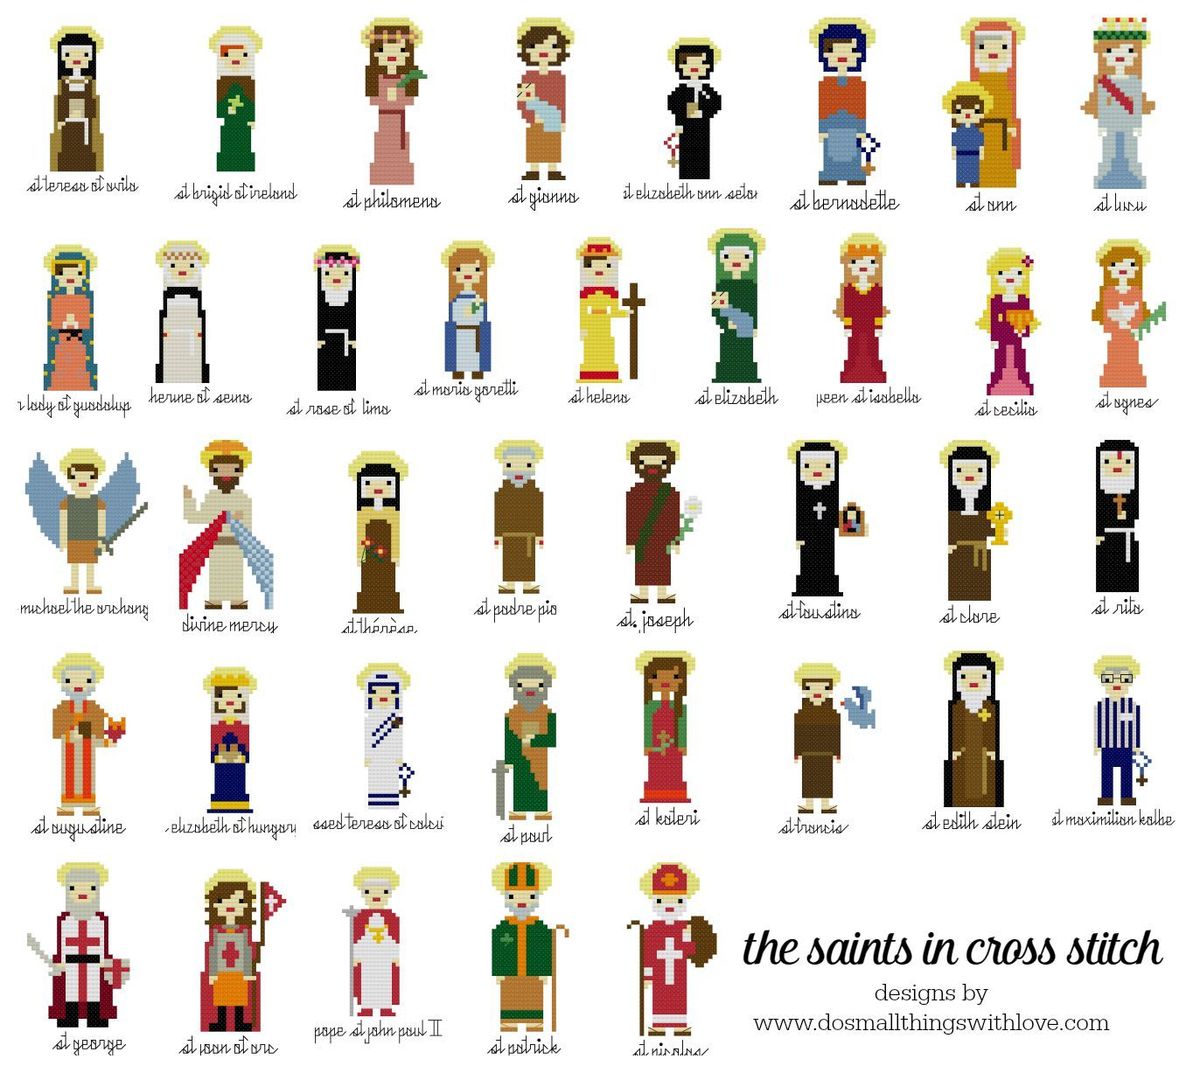 st teresa of avila
st brigid of ireland
st philomena
st gianna
st elizabeth ann seton
st bernadette
st ann
st lucy
r lady of guadalup
herine of seina
st rose of lima
st maria goretti
st helena
st elizabeth
ueen st isabella
st cecilia
st agnes
michael the archang
divine mercy
st thérèse
st padre pio
st. joseph
st faustina
st clare
st rita
st augustine
elizabeth of hungary
ssed teresa of calcu
st paul
st kateri
st francis
st edith stein
st maximilian kolbe
st george
st joan of arc
pope st john paul II
st patrick
st nicolas
the saints in cross stitch
designs by
www.dosmallthingswithlove.com